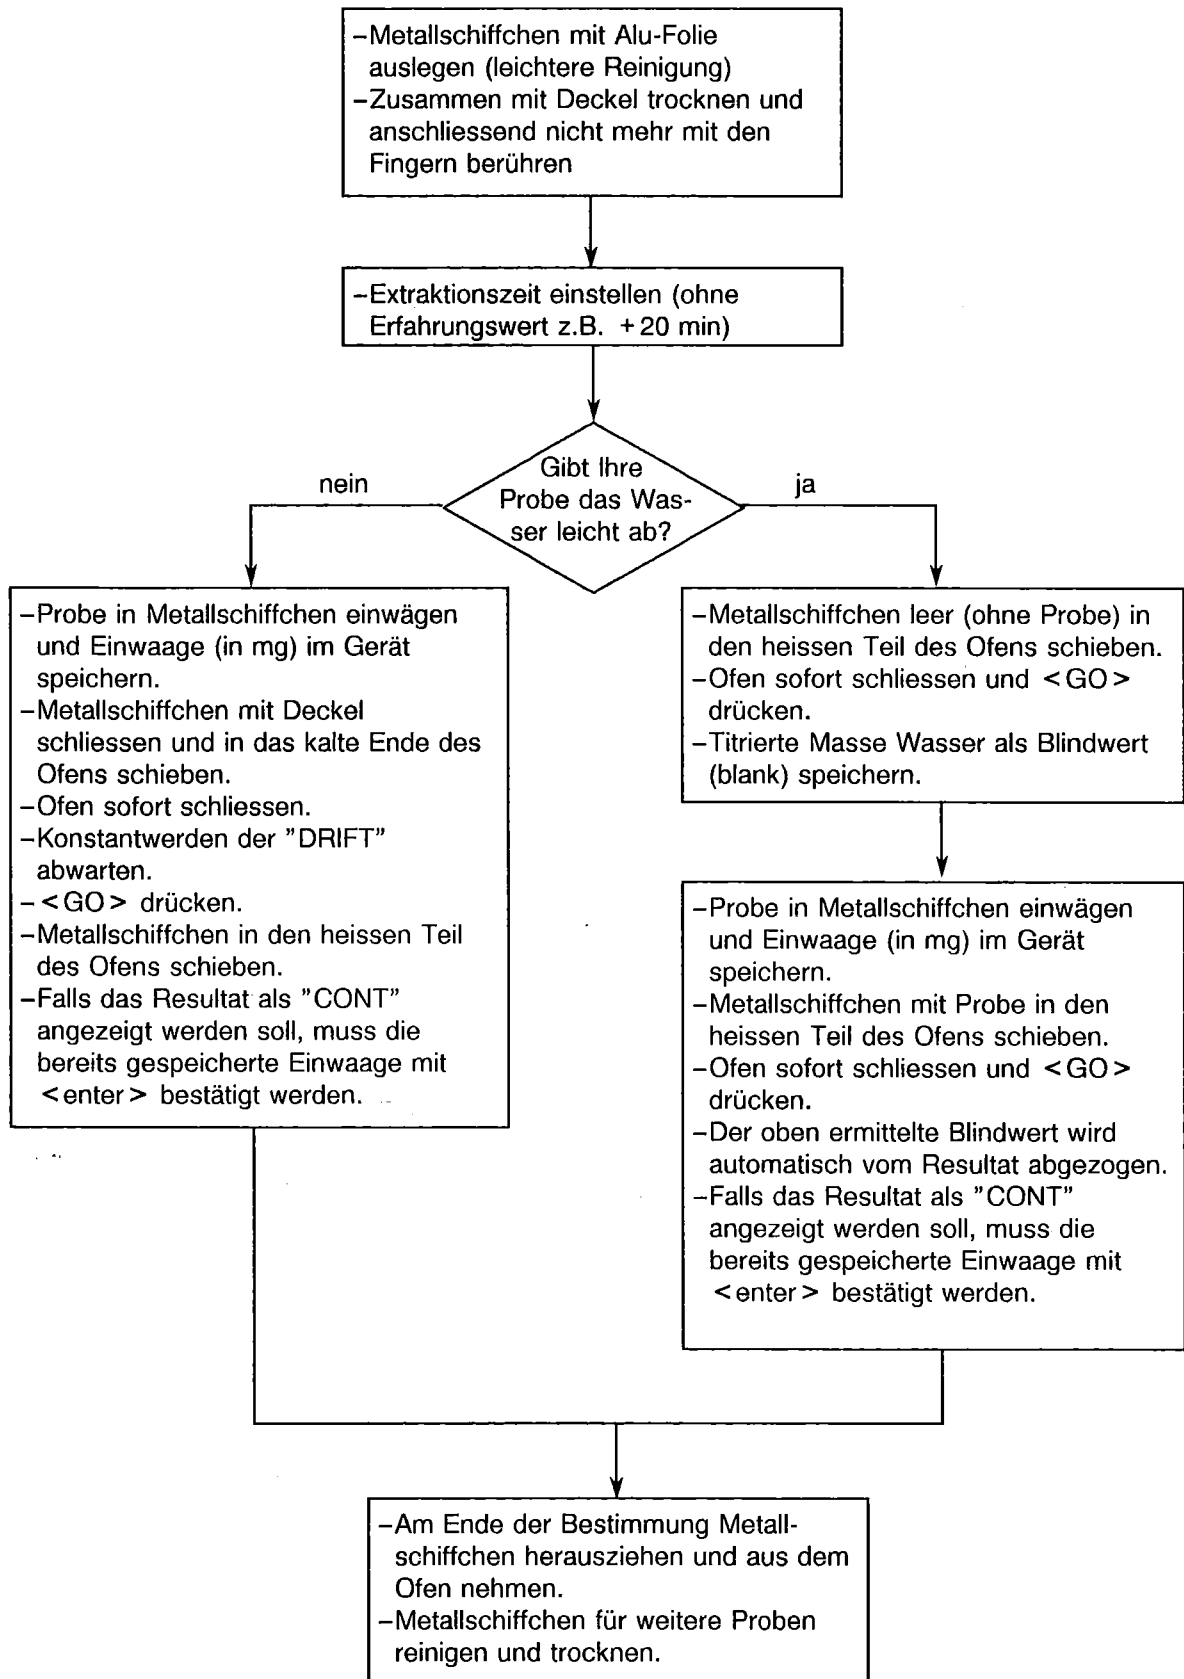 –Metallschiffchen mit Alu-Folie
auslegen (leichtere Reinigung)
–Zusammen mit Deckel trocknen und
anschliessend nicht mehr mit den
Fingern berühren
–Extraktionszeit einstellen (ohne
Erfahrungswert z.B. +20 min)
Gibt Ihre
Probe das Was-
ser leicht ab?
nein
ja
–Probe in Metallschiffchen einwägen
und Einwaage (in mg) im Gerät
speichern.
–Metallschiffchen mit Deckel
schliessen und in das kalte Ende des
Ofens schieben.
–Ofen sofort schliessen.
–Konstantwerden der "DRIFT"
abwarten.
–<GO> drücken.
–Metallschiffchen in den heissen Teil
des Ofens schieben.
–Falls das Resultat als "CONT"
angezeigt werden soll, muss die
bereits gespeicherte Einwaage mit
<enter> bestätigt werden.
–Metallschiffchen leer (ohne Probe) in
den heissen Teil des Ofens schieben.
–Ofen sofort schliessen und <GO>
drücken.
–Titrierte Masse Wasser als Blindwert
(blank) speichern.
–Probe in Metallschiffchen einwägen
und Einwaage (in mg) im Gerät
speichern.
–Metallschiffchen mit Probe in den
heissen Teil des Ofens schieben.
–Ofen sofort schliessen und <GO>
drücken.
–Der oben ermittelte Blindwert wird
automatisch vom Resultat abgezogen.
–Falls das Resultat als "CONT"
angezeigt werden soll, muss die
bereits gespeicherte Einwaage mit
<enter> bestätigt werden.
–Am Ende der Bestimmung Metall-
schiffchen herausziehen und aus dem
Ofen nehmen.
–Metallschiffchen für weitere Proben
reinigen und trocknen.